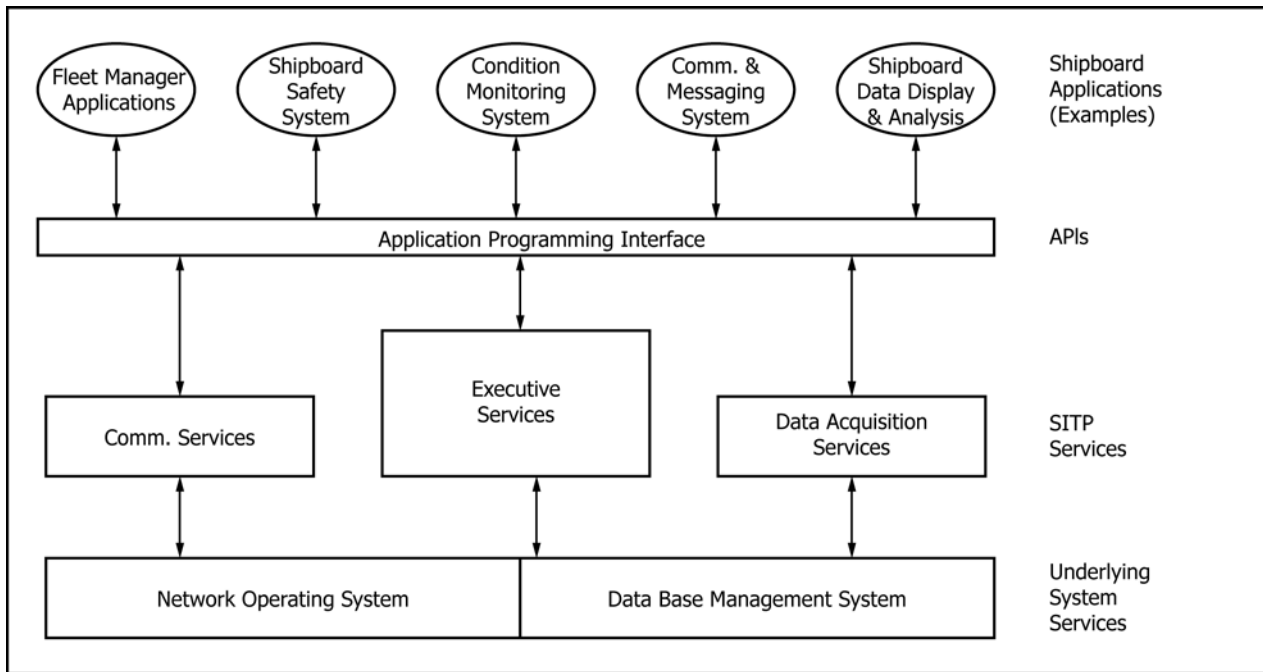 Fleet Manager
Applications
Shipboard
Safety
System
Condition
Monitoring
System
Comm. &
Messaging
System
Shipboard
Data Display
& Analysis
Shipboard
Applications
(Examples)
Application Programming Interface
APIs
Comm. Services
Executive
Services
Data Acquisition
Services
SITP
Services
Network Operating System
Data Base Management System
Underlying
System
Services